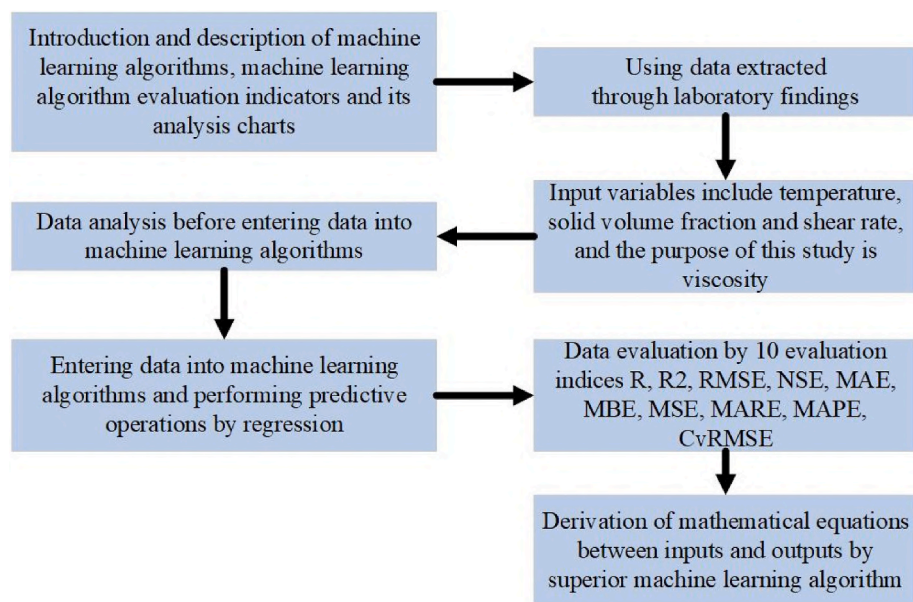 Introduction and description of machine
learning algorithms, machine learning
algorithm evaluation indicators and its
analysis charts
Using data extracted
through laboratory findings
Input variables include temperature,
solid volume fraction and shear rate,
and the purpose of this study is
viscosity
Data analysis before entering data into
machine learning algorithms
Entering data into machine learning
algorithms and performing predictive
operations by regression
Data evaluation by 10 evaluation
indices R, R2, RMSE, NSE, MAE,
MBE, MSE, MARE, MAPE,
CvRMSE
Derivation of mathematical equations
between inputs and outputs by
superior machine learning algorithm